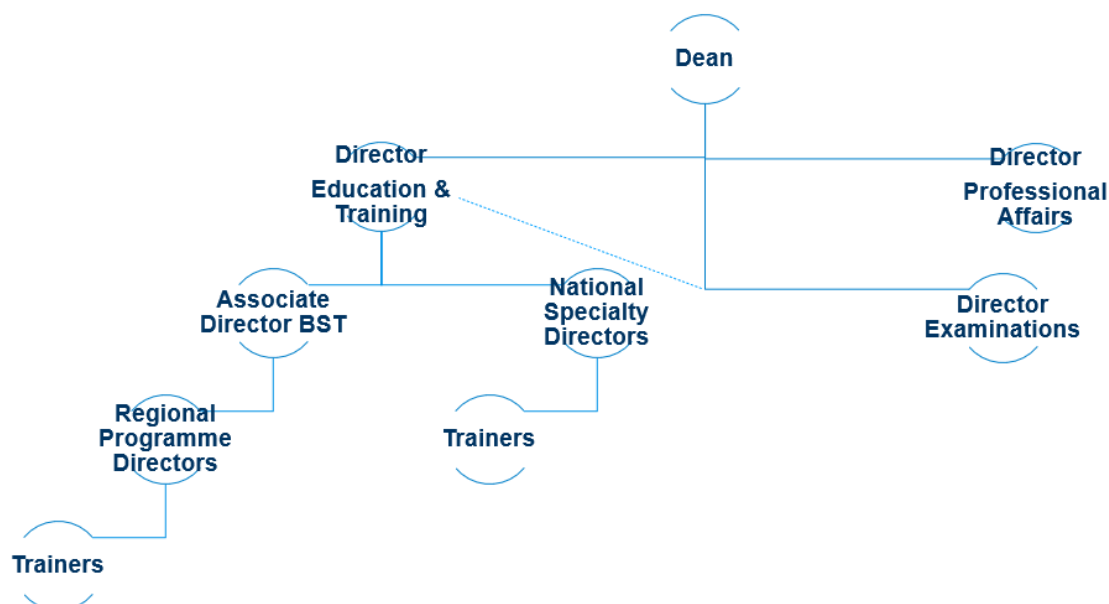 Dean
Director
Education &
Training
Director
Professional
Affairs
Associate
Director BST
National
Specialty
Directors
Director
Examinations
Regional
Programme
Directors
Trainers
Trainers